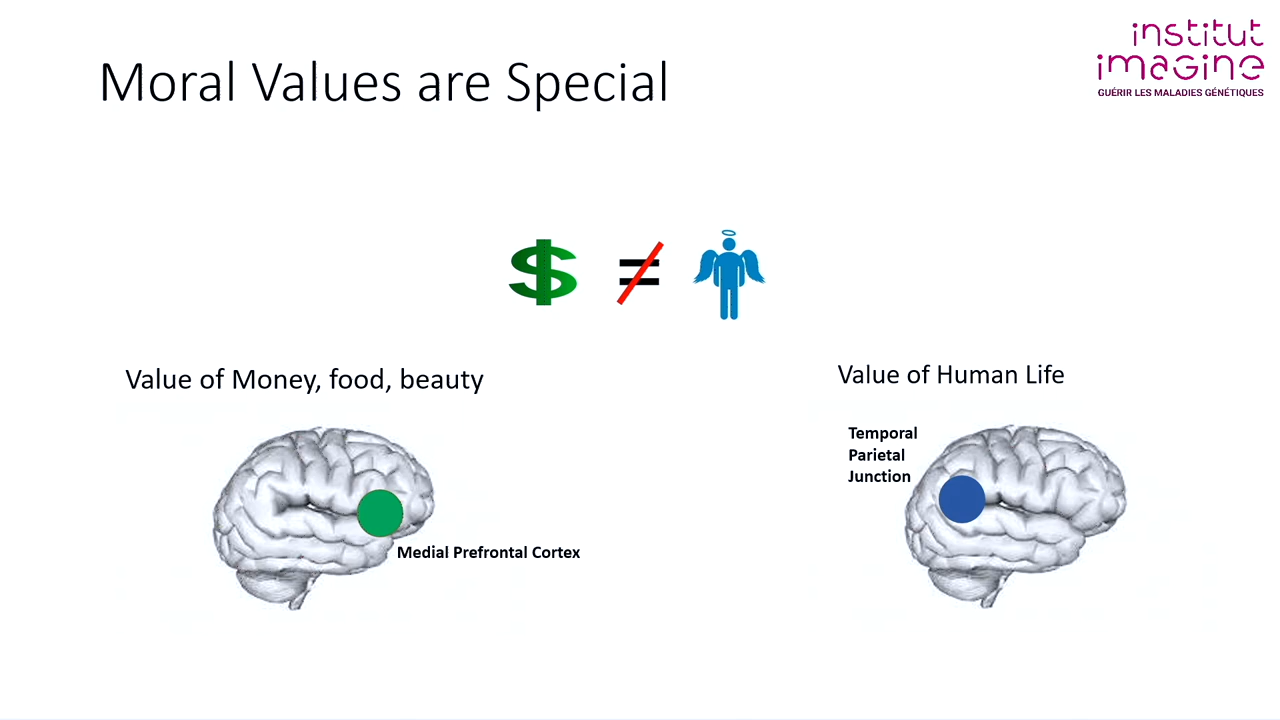 institut
imagine
GUÉRIR LES MALADIES GÉNÉTIQUES
Moral Values are Special
$ ≠
Value of Money, food, beauty
Value of Human Life
Temporal
Parietal
Junction
Medial Prefrontal Cortex